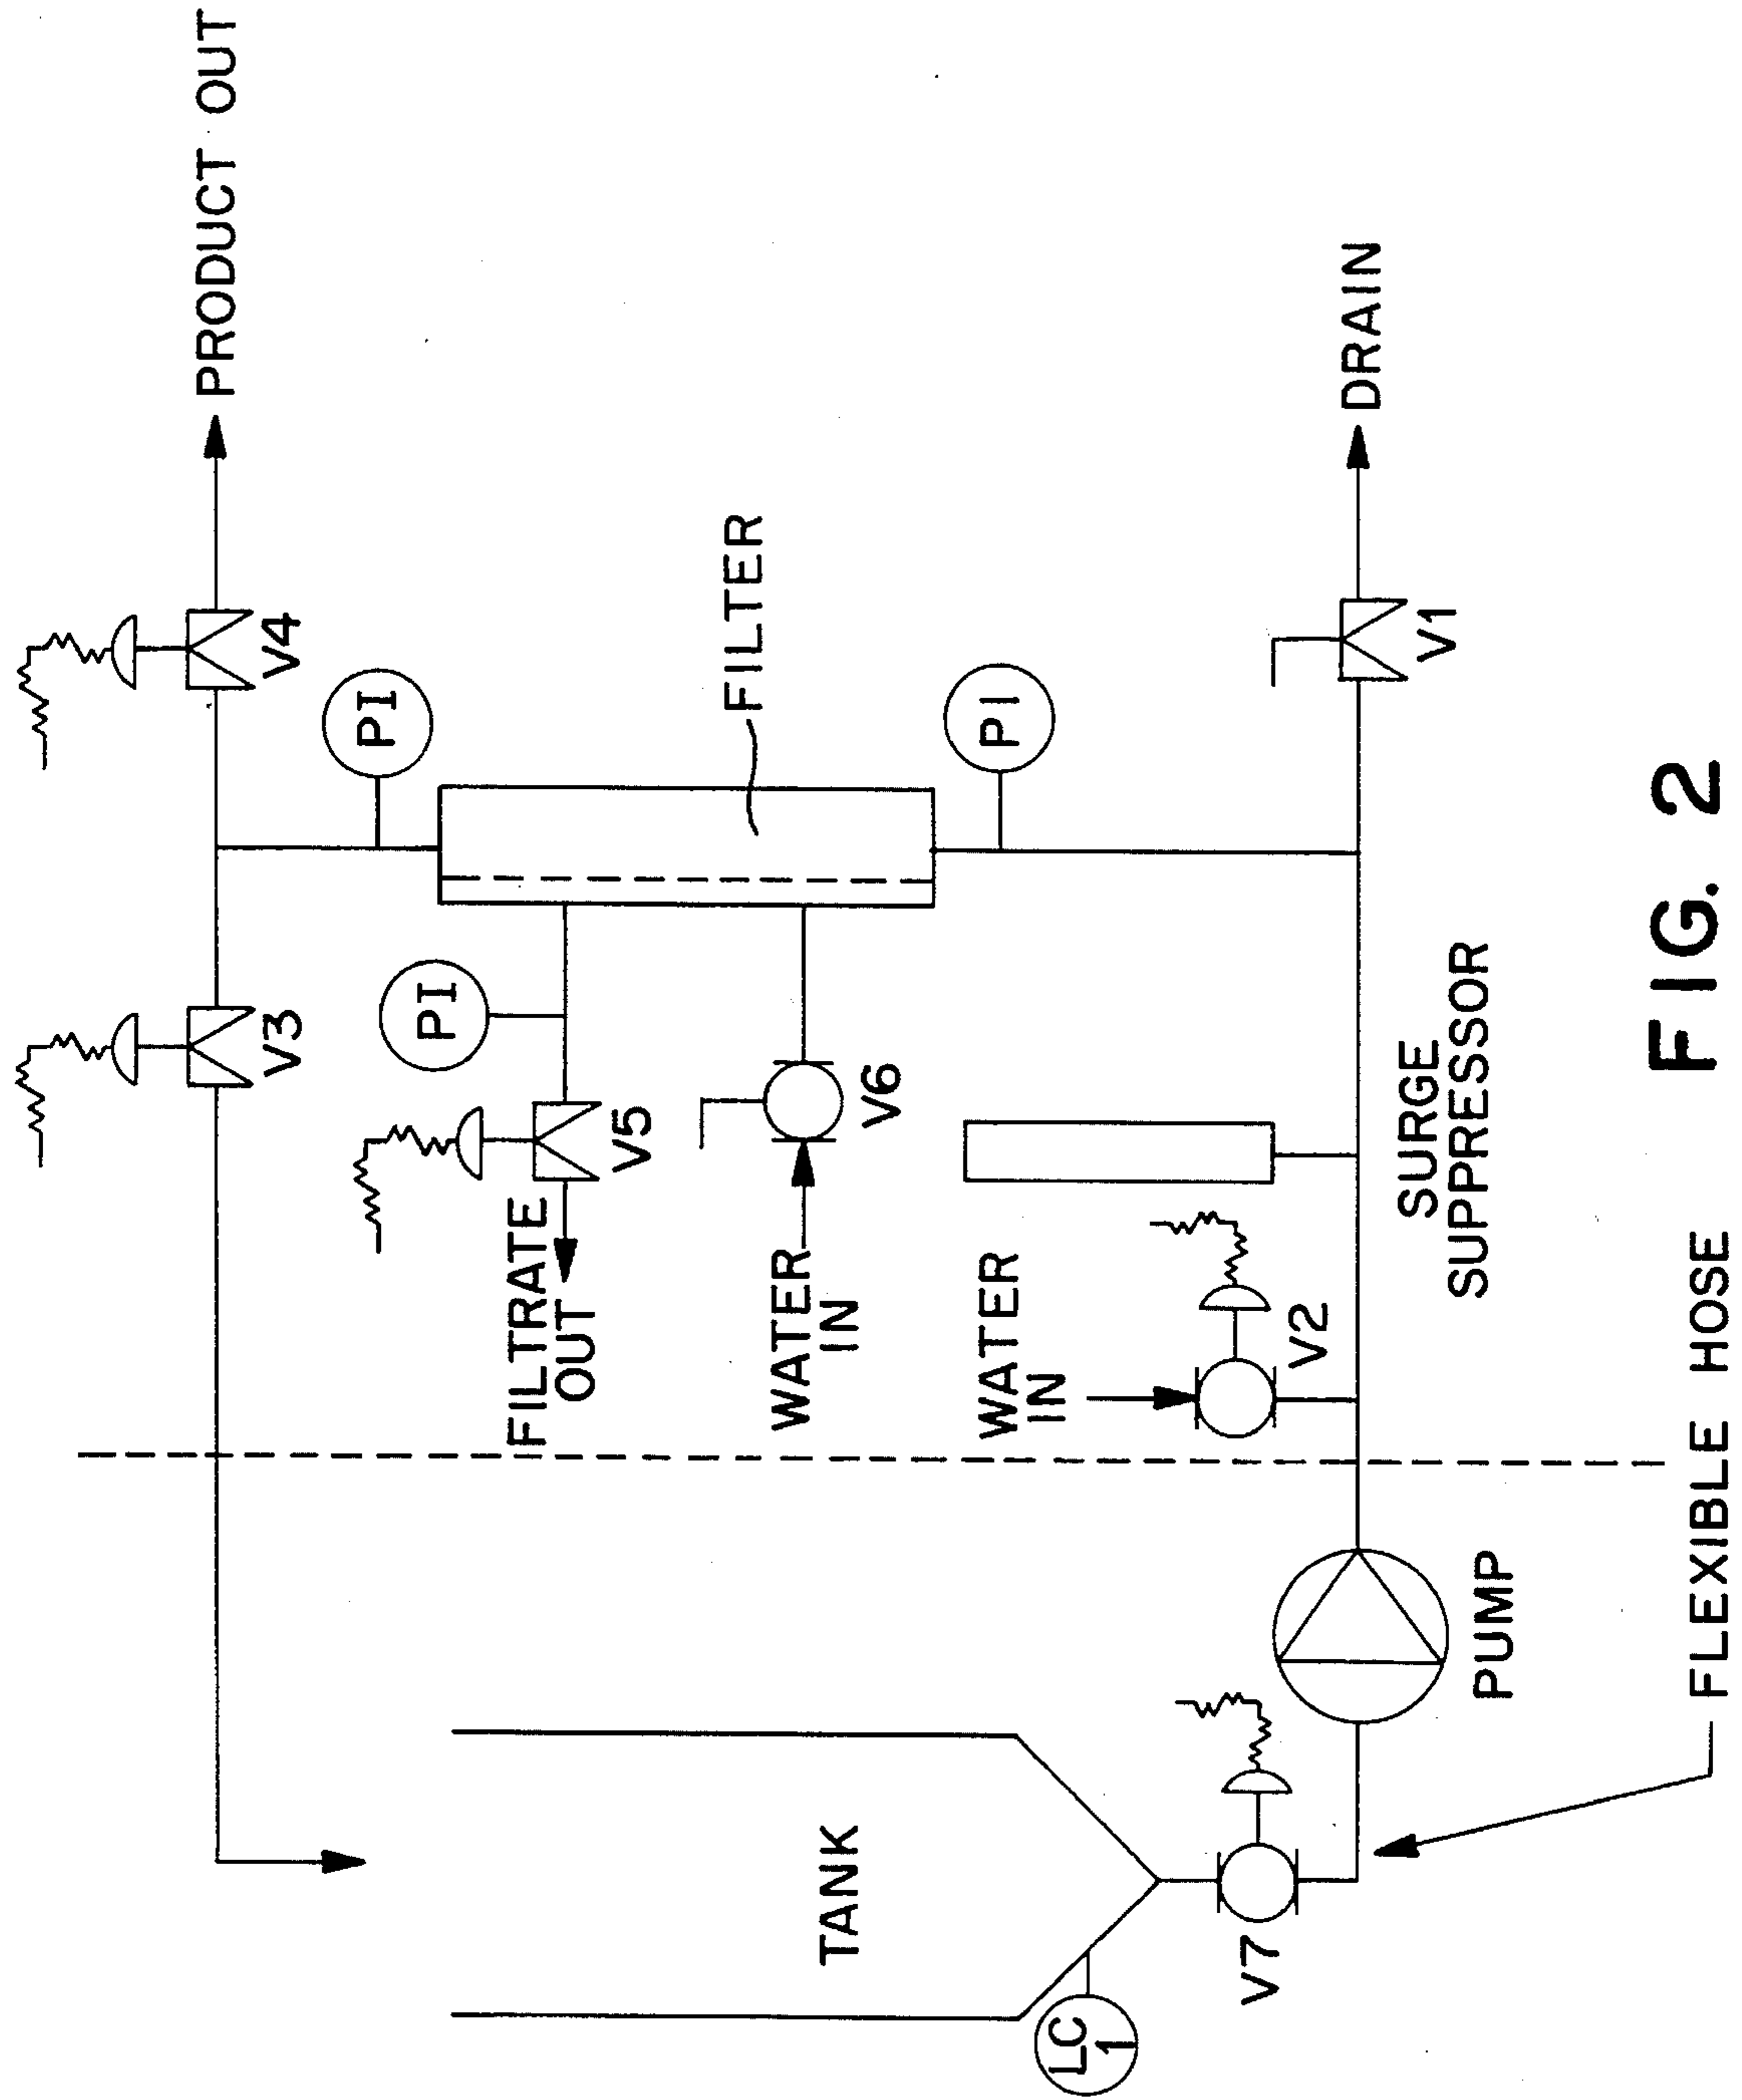 PRODUCT OUT
V3
V4
PI
PI
V5
FILTRATE
OUT
FILTER
V6
WATER
IN
TANK
WATER
IN
PI
LC
1
V7
V2
DRAIN
V1
PUMP
SURGE
SUPPRESSOR
FLEXIBLE HOSE
FIG. 2